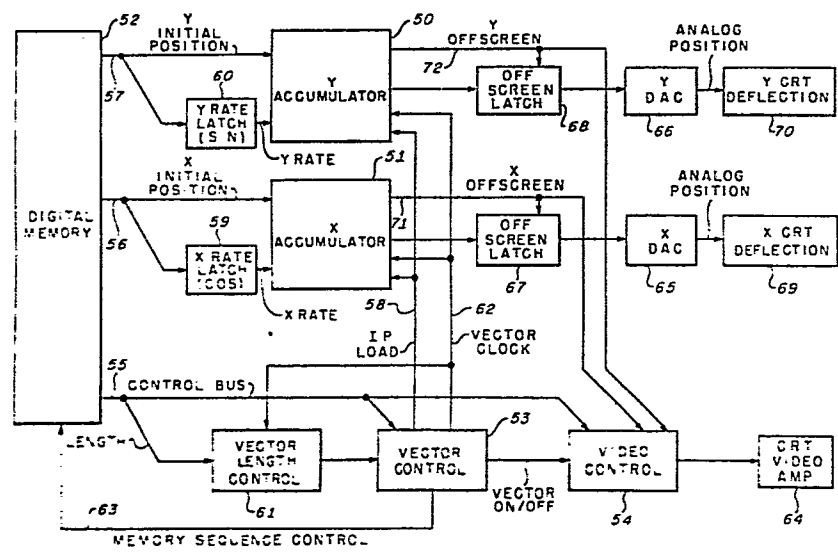 52
Y
INITIAL
POSITION
57
60
Y RATE
LATCH
(SIN)
Y RATE
50
Y
ACCUMULATOR
Y
OFFSCREEN
72
OFF
SCREEN
LATCH
68
Y
DAC
66
ANALOG
POSITION
Y CRT
DEFLECTION
70
DIGITAL
MEMORY
X
INITIAL
POSITION
56
59
X RATE
LATCH
(COS)
X RATE
51
X
ACCUMULATOR
X
OFFSCREEN
71
OFF
SCREEN
LATCH
67
X
DAC
65
ANALOG
POSITION
X CRT
DEFLECTION
69
58
62
IP
LOAD
VECTOR
CLOCK
55
CONTROL BUS
LENGTH
VECTOR
LENGTH
CONTROL
61
53
VECTOR
CONTROL
VECTOR
ON/OFF
VIDEO
CONTROL
54
CRT
VIDEO
AMP
64
63
MEMORY SEQUENCE CONTROL